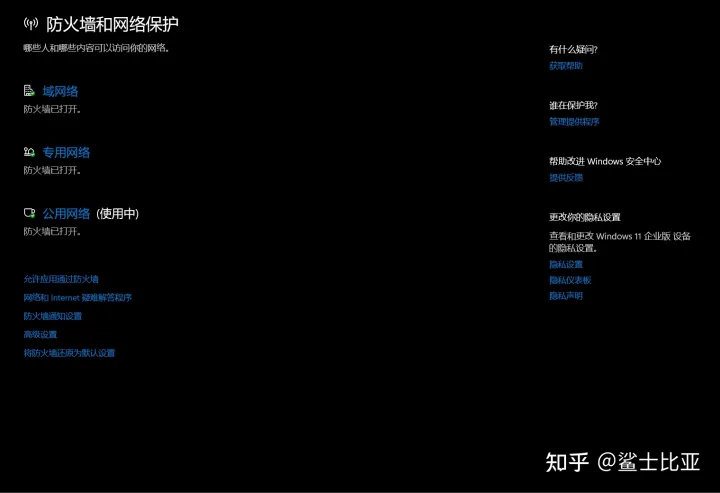 防火墙和网络保护
哪些人和哪些内容可以访问你的网络。
域网络
防火墙已打开。
专用网络
防火墙已打开。
公用网络 (使用中)
防火墙已打开。
允许应用通过防火墙
网络和 Internet 疑难解答程序
防火墙通知设置
高级设置
将防火墙还原为默认设置
有什么疑问?
获取帮助
谁在保护我?
管理提供程序
帮助改进 Windows 安全中心
提供反馈
更改你的隐私设置
查看和更改 Windows 11 企业版 设备
的隐私设置。
隐私设置
隐私仪表板
隐私声明
知乎 @鲨士比亚